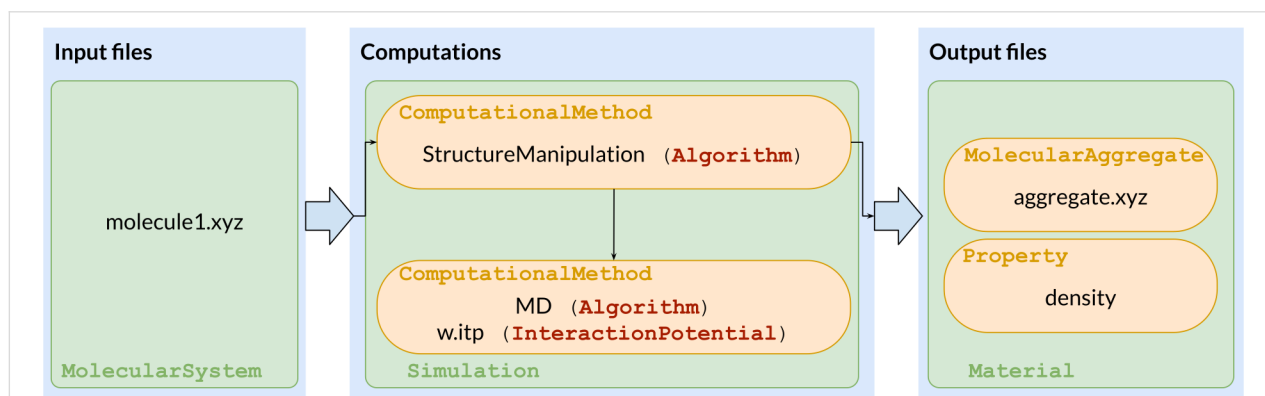 Input files
molecule1.xyz
MolecularSystem
Computations
ComputationalMethod
StructureManipulation (Algorithm)
ComputationalMethod
MD (Algorithm)
w.itp (InteractionPotential)
Simulation
Output files
MolecularAggregate
aggregate.xyz
Property
density
Material